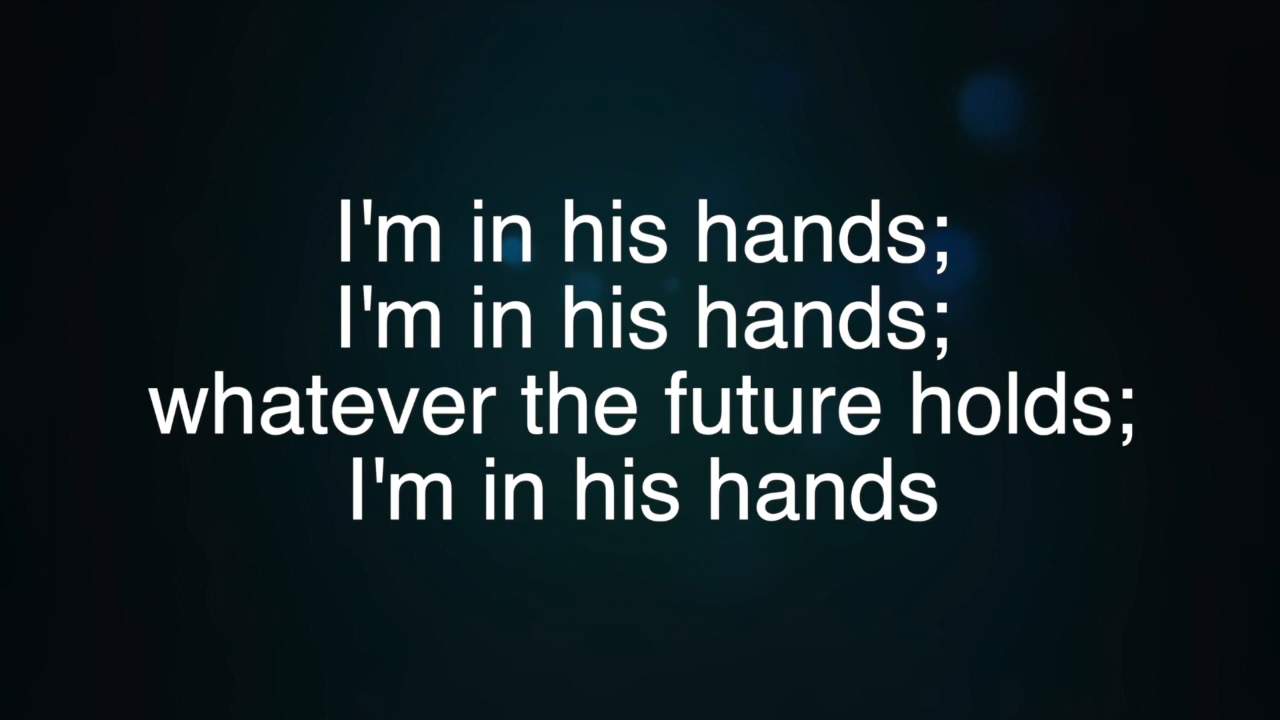 I'm in his hands;
I'm in his hands;
whatever the future holds;
I'm in his hands